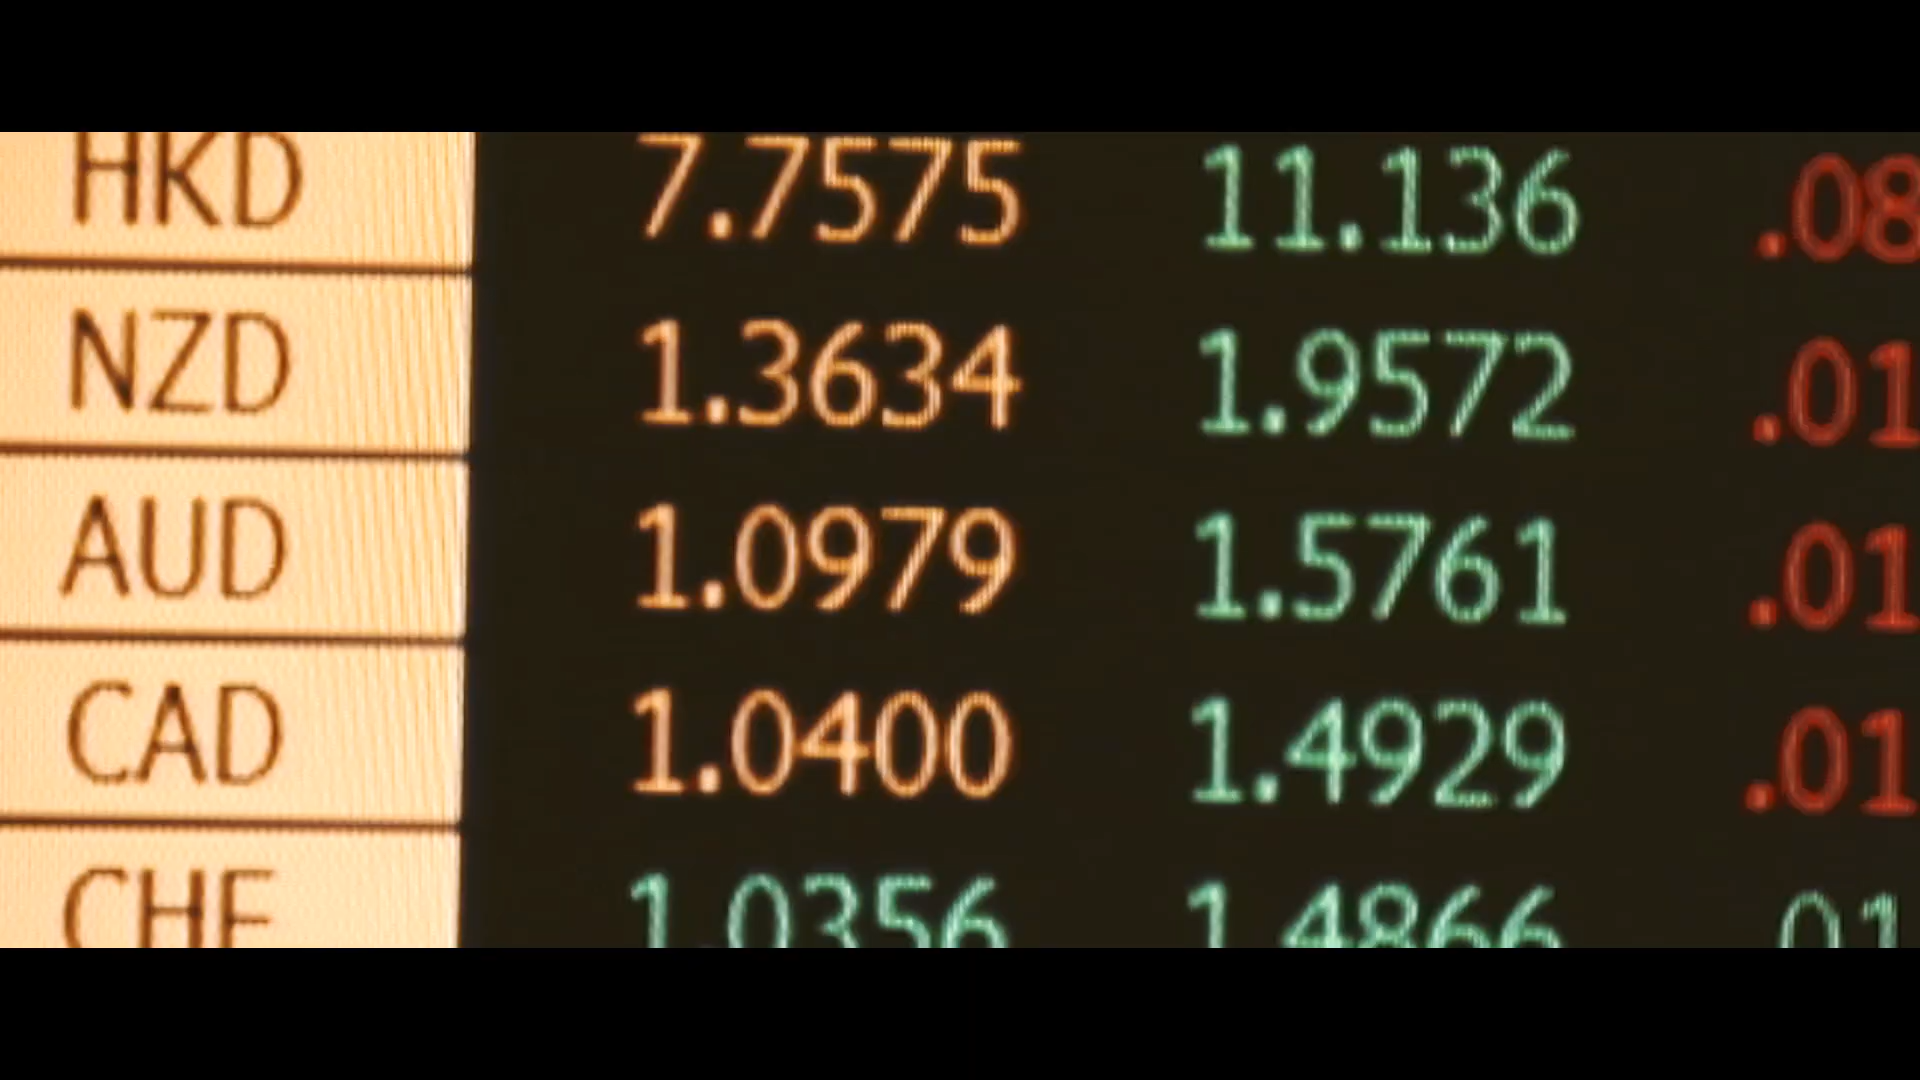 HKD 7.7575 11.136 .08
NZD 1.3634 1.9572 .01
AUD 1.0979 1.5761 .01
CAD 1.0400 1.4929 .01
CHF 1.0356 1.4866 01